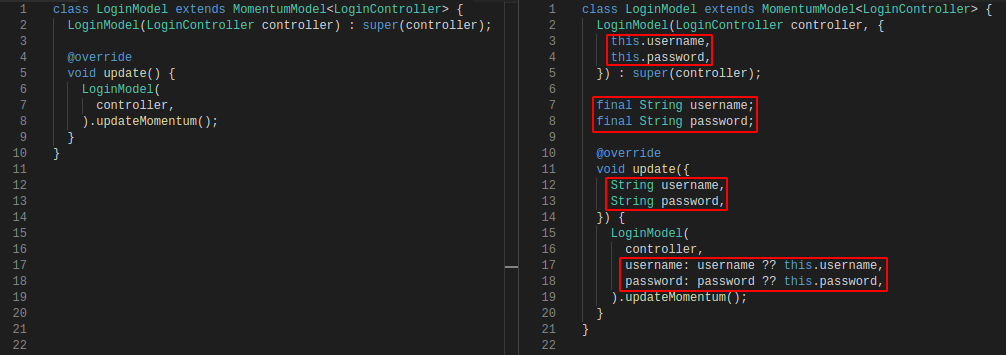 1 class LoginModel extends MomentumModel<LoginController> {
2 LoginModel(LoginController controller) : super(controller);
3
4 @override
5 void update() {
6 LoginModel(
7 controller,
8 ).updateMomentum();
9 }
10 }
11
12
13
14
15
16
17
18
19
20
21
22
1 class LoginModel extends MomentumModel<LoginController> {
2 LoginModel(LoginController controller, {
3 this.username,
4 this.password,
5 }) : super(controller);
6
7 final String username;
8 final String password;
9
10 @override
11 void update({
12 String username,
13 String password,
14 }) {
15 LoginModel(
16 controller,
17 username: username ?? this.username,
18 password: password ?? this.password,
19 ).updateMomentum();
20 }
21 }
22